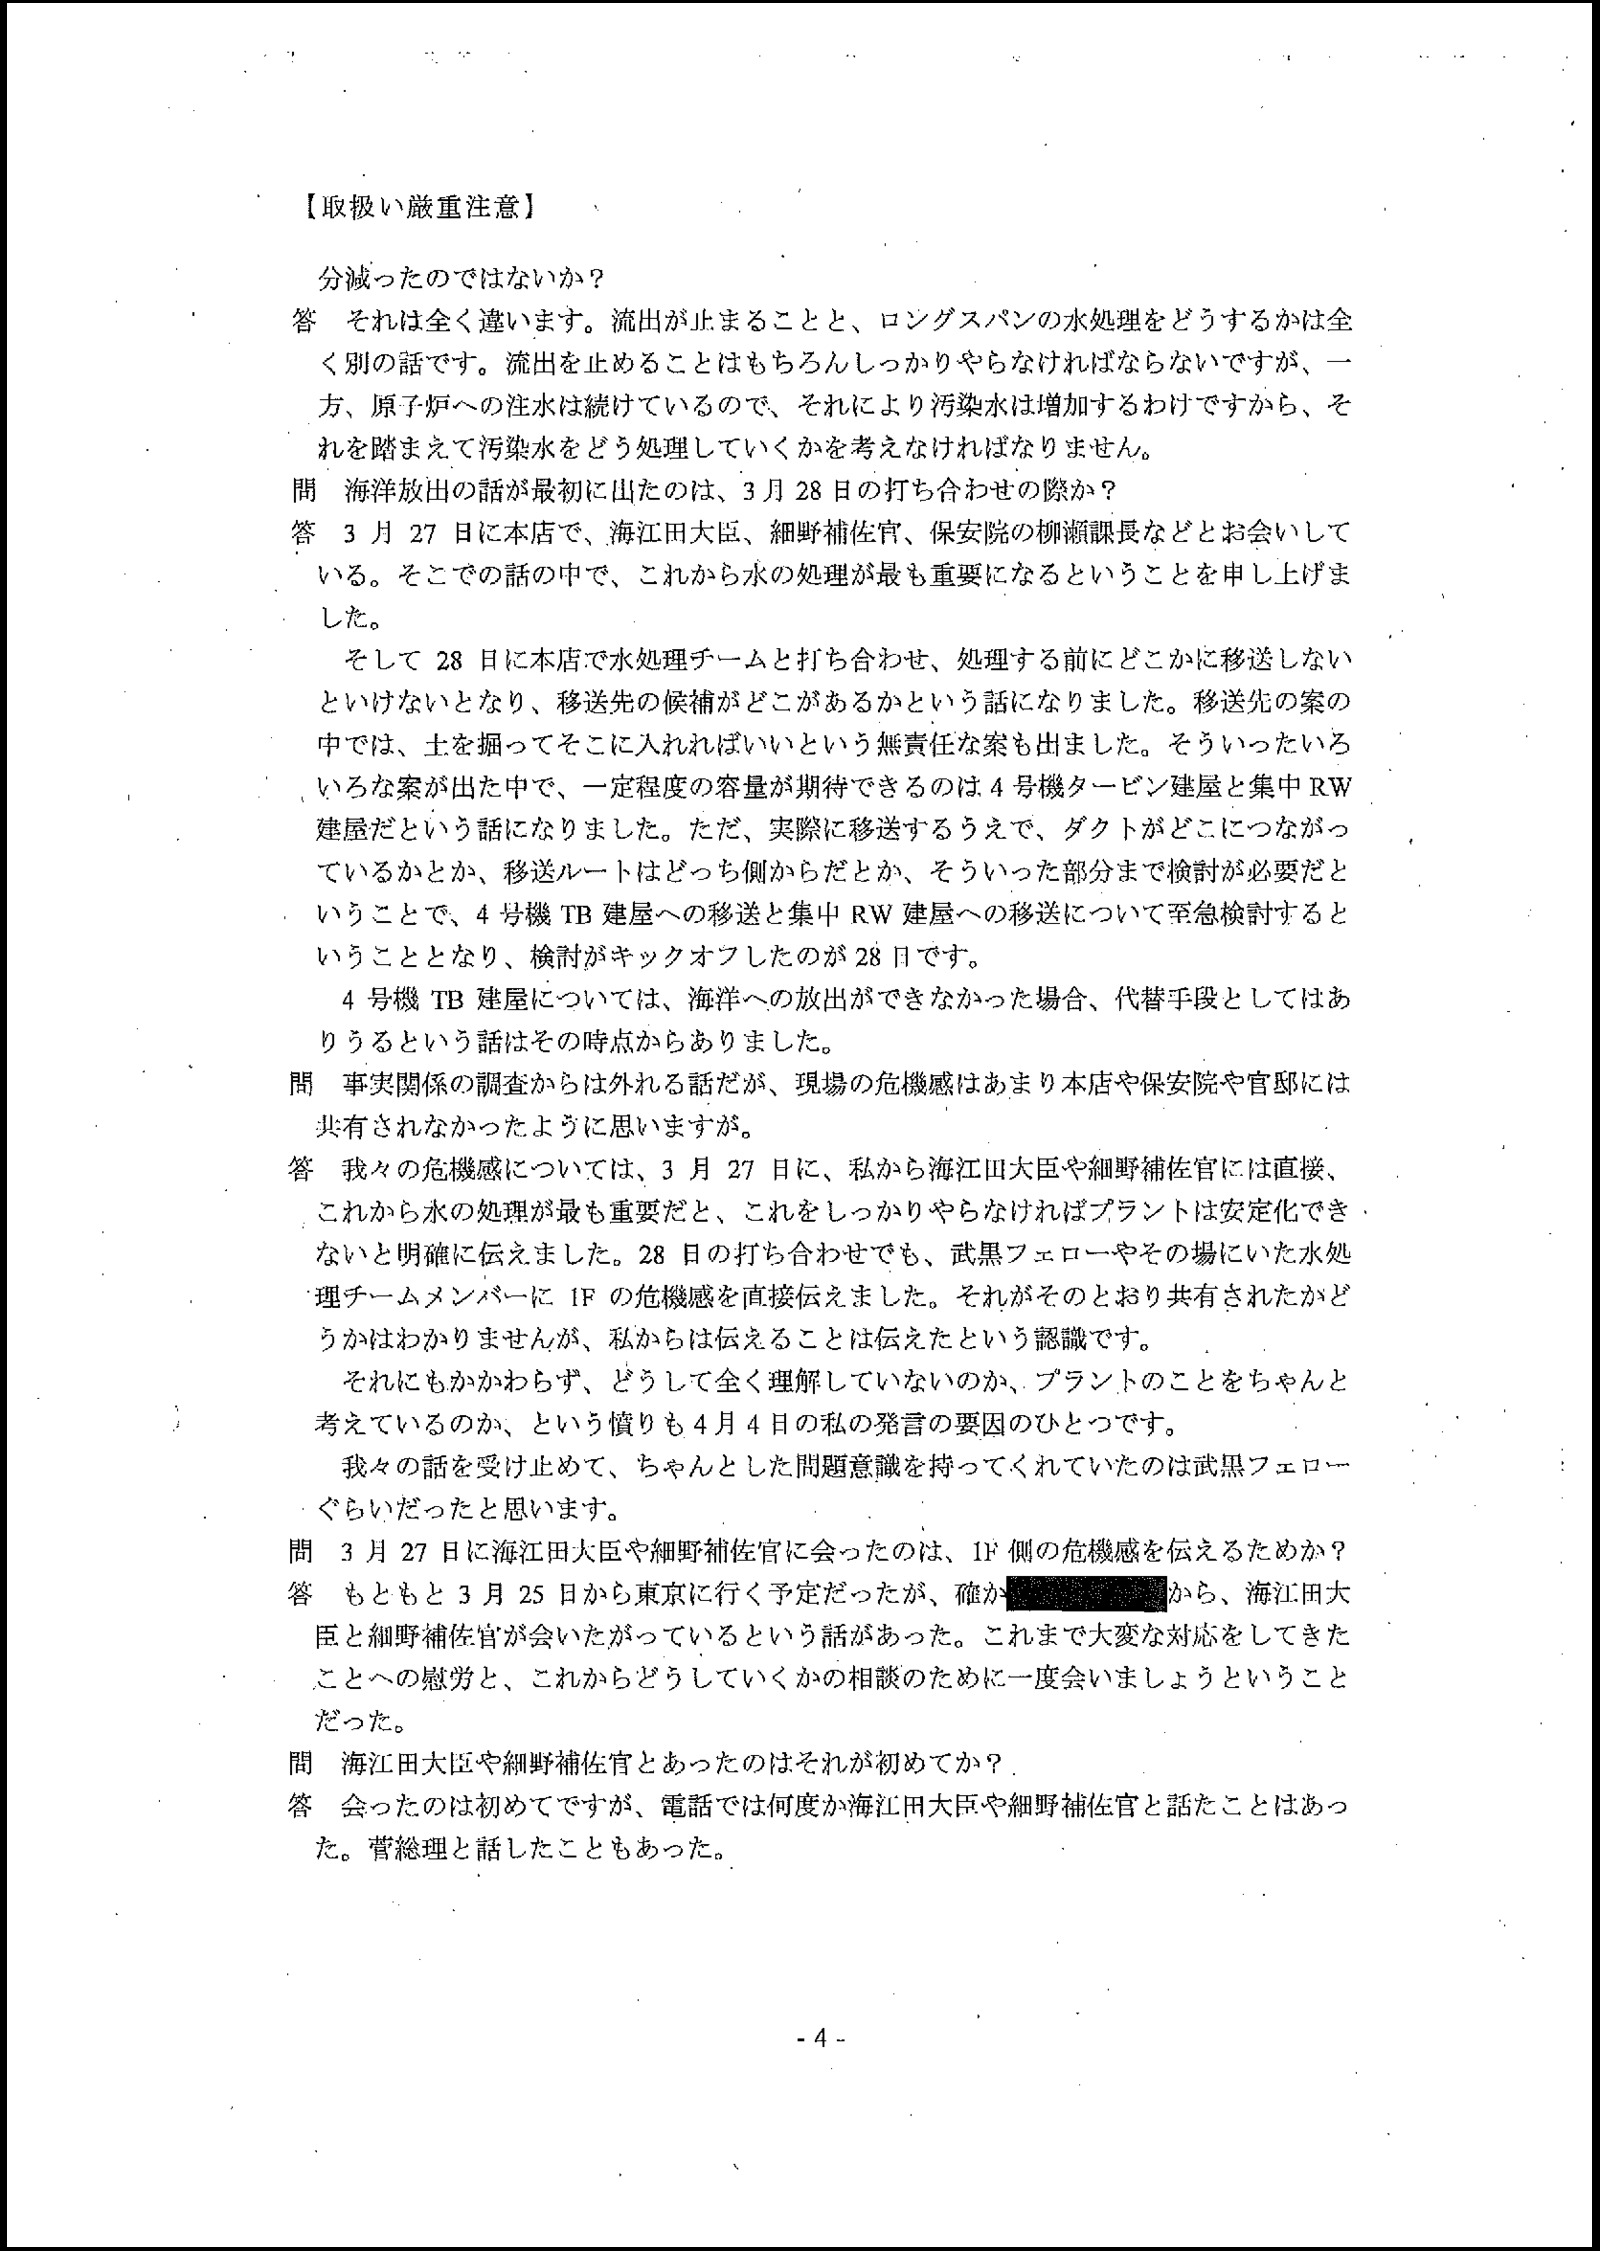 【取扱い厳重注意】
分減ったのではないか？
答　それは全く違います。流出が止まることと、ロングスパンの水処理をどうするかは全
く別の話です。流出を止めることはもちろんしっかりやらなければならないですが、一
方、原子炉への注水は続けているので、それにより汚染水は増加するわけですから、そ
れを踏まえて汚染水をどう処理していくかを考えなければなりません。
問　海洋放出の話が最初に出たのは、3月28日の打ち合わせの際か？
答　3月27日に本店で、海江田大臣、細野補佐官、保安院の柳瀬課長などとお会いして
いる。そこでの話の中で、これから水の処理が最も重要になるということを申し上げま
した。
そして28日に本店で水処理チームと打ち合わせ、処理する前にどこかに移送しない
といけないとなり、移送先の候補がどこがあるかという話になりました。移送先の案の
中では、土を掘ってそこに入れればいいという無責任な案も出ました。そういったいろ
いろな案が出た中で、一定程度の容量が期待できるのは4号機タービン建屋と集中RW
建屋だという話になりました。ただ、実際に移送するうえで、ダクトがどこにつながっ
ているかとか、移送ルートはどっち側からだとか、そういった部分まで検討が必要だと
いうことで、4号機TB建屋への移送と集中RW建屋への移送について至急検討すると
いうこととなり、検討がキックオフしたのが28日です。
4号機TB建屋については、海洋への放出ができなかった場合、代替手段としてはあ
りうるという話はその時点からありました。
問　事実関係の調査からは外れる話だが、現場の危機感はあまり本店や保安院や官邸には
共有されなかったように思いますが。
答　我々の危機感については、3月27日に、私から海江田大臣や細野補佐官には直接、
これから水の処理が最も重要だと、これをしっかりやらなければプラントは安定化でき
ないと明確に伝えました。28日の打ち合わせでも、武黒フェローやその場にいた水処
理チームメンバーに1Fの危機感を直接伝えました。それがそのとおり共有されたかど
うかはわかりませんが、私からは伝えることは伝えたという認識です。
それにもかかわらず、どうして全く理解していないのか、プラントのことをちゃんと
考えているのか、という憤りも4月4日の私の発言の要因のひとつです。
我々の話を受け止めて、ちゃんとした問題意識を持ってくれていたのは武黒フェロー
ぐらいだったと思います。
問　3月27日に海江田大臣や細野補佐官に会ったのは、1F側の危機感を伝えるためか？
答　もともと3月25日から東京に行く予定だったが、確か　　　から、海江田大
臣と細野補佐官が会いたがっているという話があった。これまで大変な対応をしてきた
ことへの慰労と、これからどうしていくかの相談のために一度会いましょうということ
だった。
問　海江田大臣や細野補佐官とあったのはそれが初めてか？
答　会ったのは初めてですが、電話では何度か海江田大臣や細野補佐官と話たことはあっ
た。菅総理と話したこともあった。
- 4 -